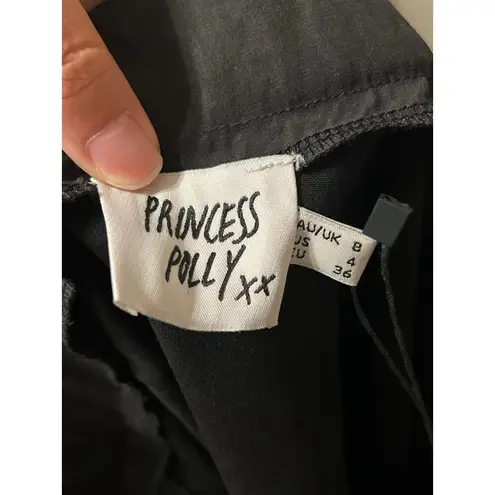 PRINCESS
POLLY xx
AU/UK 8
US 4
EU 36